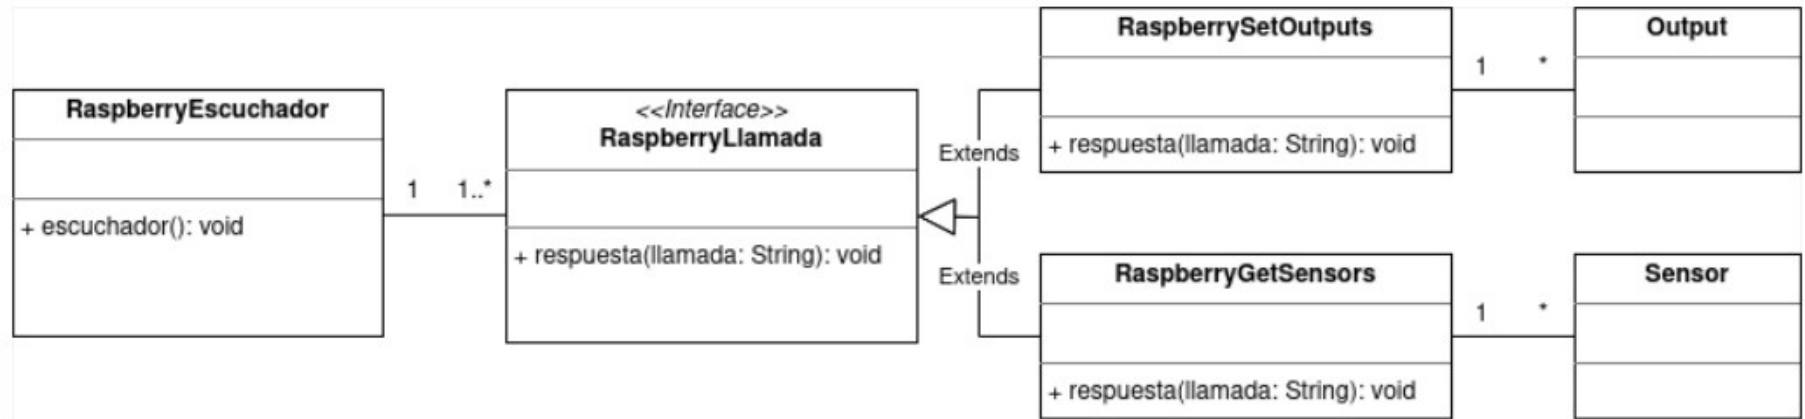 RaspberryEscuchador
+ escuchador(): void
1
1..*
<<Interface>>
RaspberryLlamada
+ respuesta(llamada: String): void
Extends
Extends
RaspberrySetOutputs
+ respuesta(llamada: String): void
1
*
Output
RaspberryGetSensors
+ respuesta(llamada: String): void
1
*
Sensor